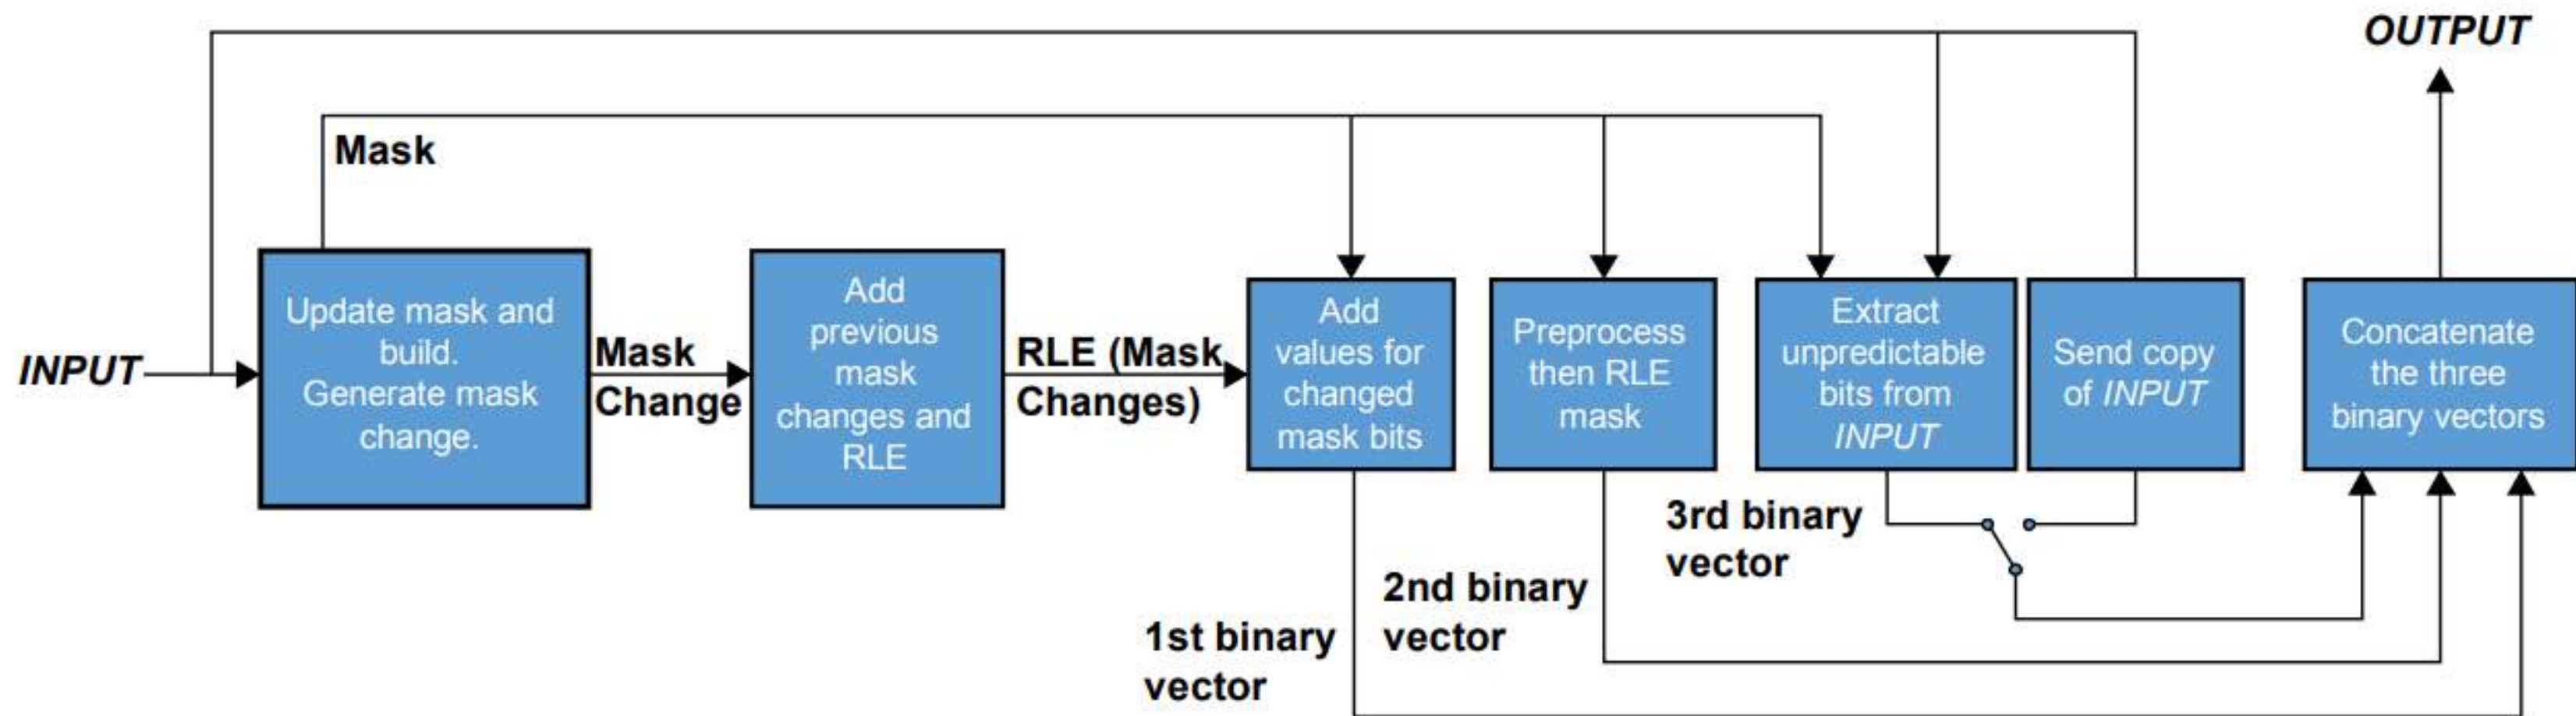 OUTPUT
Mask
INPUT
Update mask and
build.
Generate mask
change.
Mask
Change
Add
previous
mask
changes and
RLE
RLE (Mask
Changes)
Add
values for
changed
mask bits
Preprocess
then RLE
mask
Extract
unpredictable
bits from
INPUT
Send copy
of INPUT
Concatenate
the three
binary vectors
3rd binary
vector
2nd binary
vector
1st binary
vector